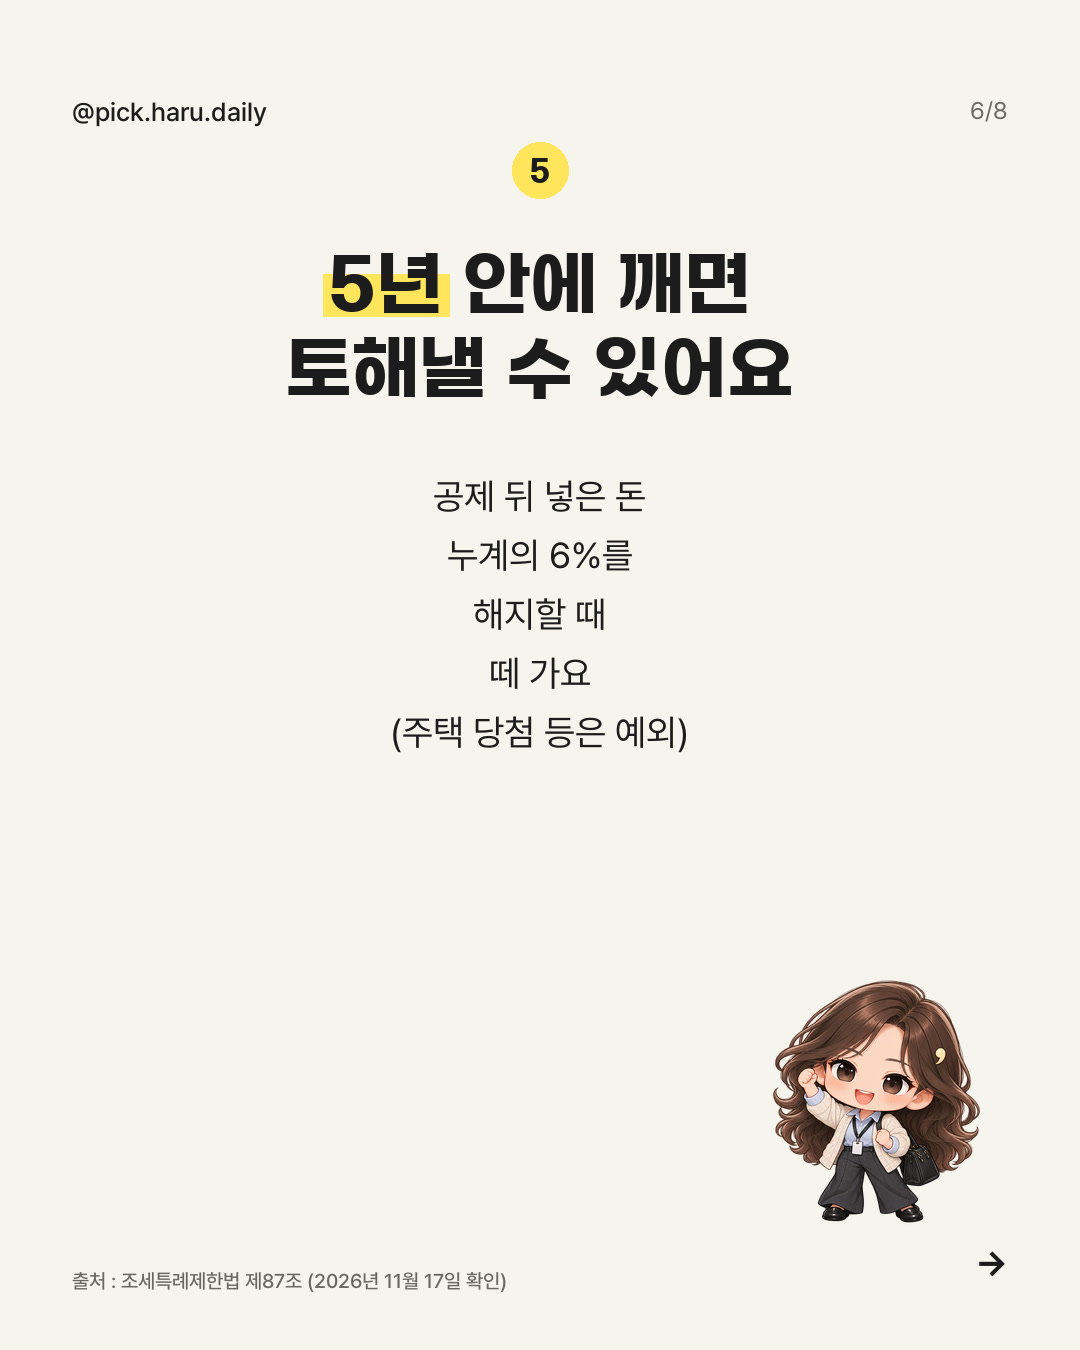 @pick.haru.daily
6/8
5
5년 안에 깨면
토해낼 수 있어요
공제 뒤 넣은 돈
누계의 6%를
해지할 때
떼 가요
(주택 당첨 등은 예외)
출처 : 조세특례제한법 제87조 (2026년 11월 17일 확인)